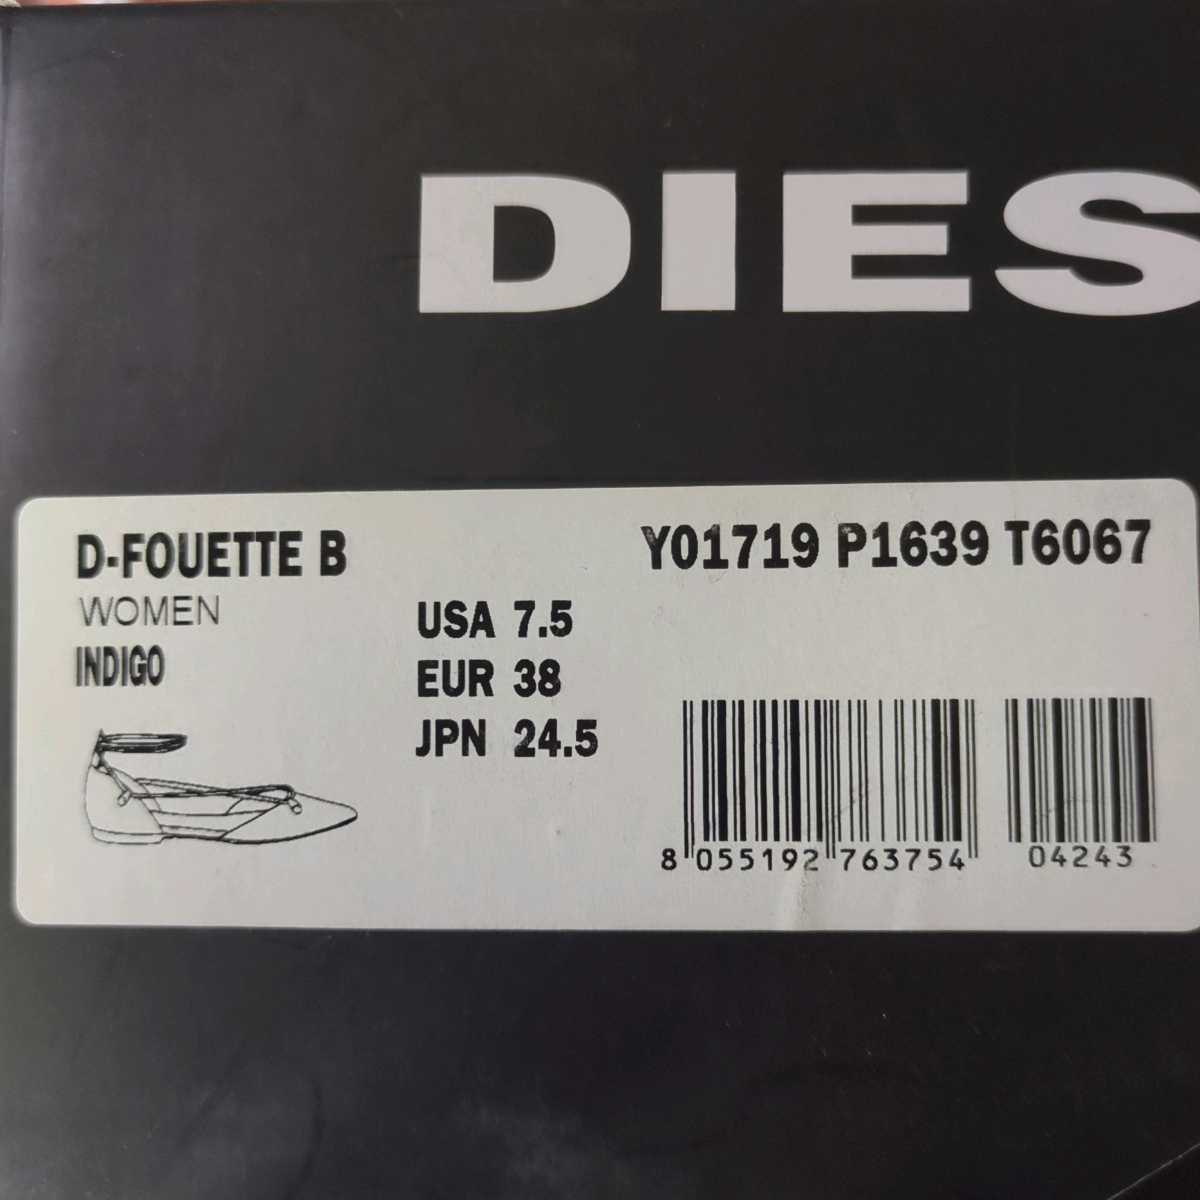 DIES
D-FOUETTE B
Y01719 P1639 T6067
WOMEN
INDIGO
USA 7.5
EUR 38
JPN 24.5
8 055192 763754
04243